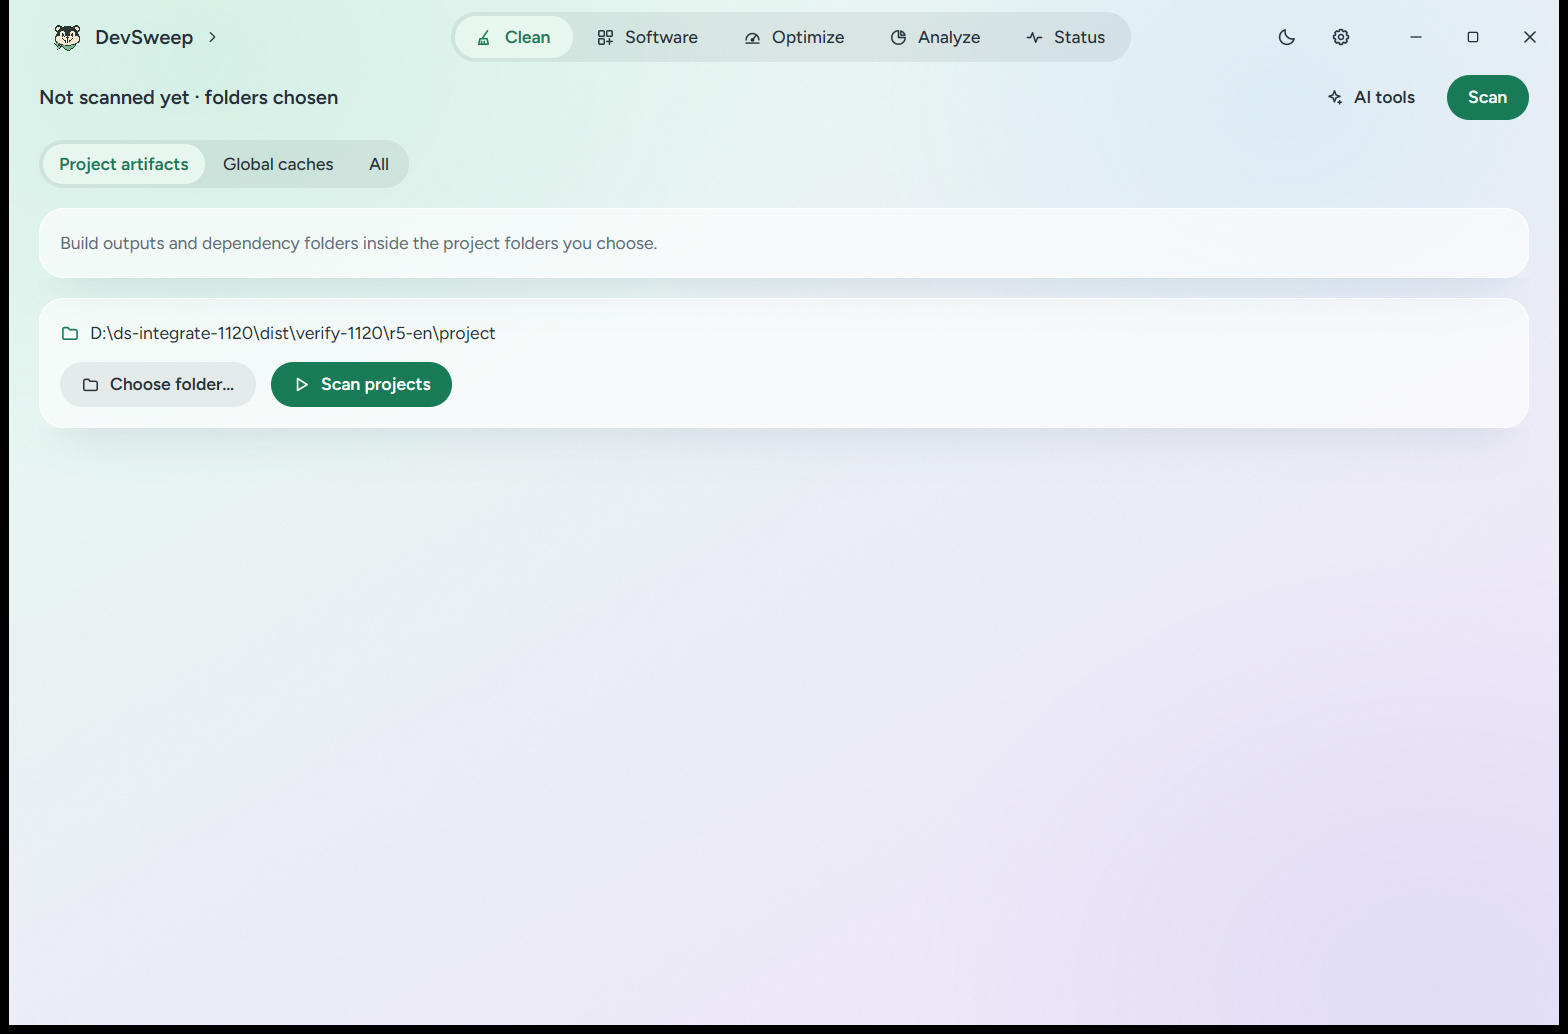 DevSweep
Clean
Software
Optimize
Analyze
Status
Not scanned yet · folders chosen
AI tools
Scan
Project artifacts
Global caches
All
Build outputs and dependency folders inside the project folders you choose.
D:\ds-integrate-1120\dist\verify-1120\r5-en\project
Choose folder...
Scan projects